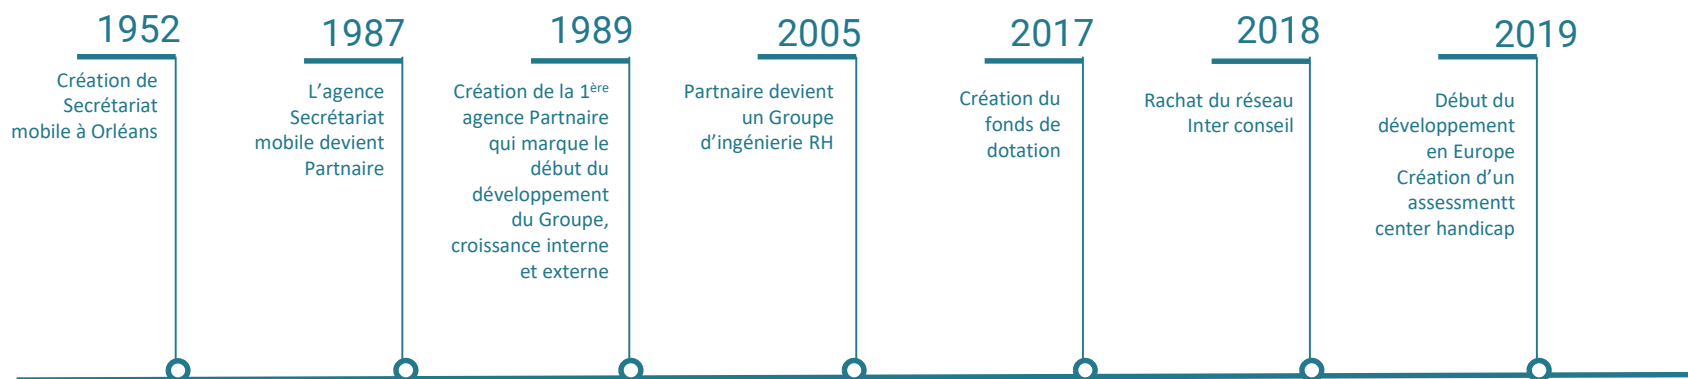 1952
Création de
Secrétariat
mobile à Orléans
1987
L’agence
Secrétariat
mobile devient
Partnaire
1989
Création de la 1ère
agence Partnaire
qui marque le
début du
développement
du Groupe,
croissance interne
et externe
2005
Partnaire devient
un Groupe
d’ingénierie RH
2017
Création du
fonds de
dotation
2018
Rachat du réseau
Inter conseil
2019
Début du
développement
en Europe
Création d’un
assessmentt
center handicap